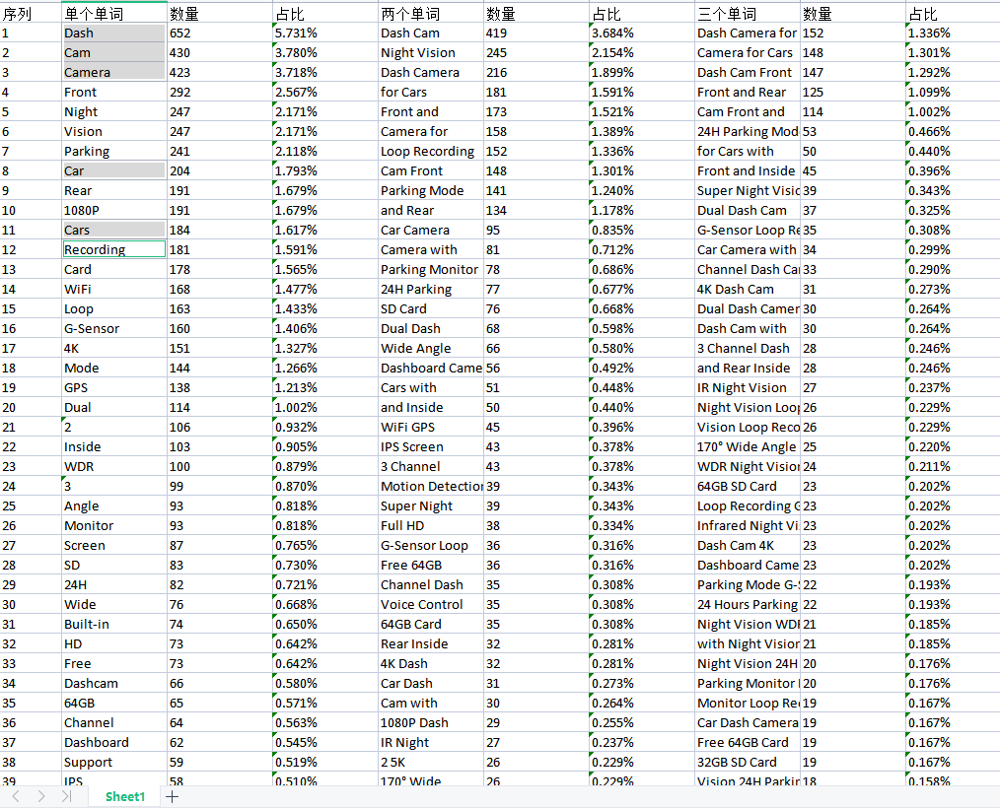 序列 单个单词 数量 占比 两个单词 数量 占比 三个单词 数量 占比
1 Dash 652 5.731% Dash Cam 419 3.684% Dash Camera for 152 1.336%
2 Cam 430 3.780% Night Vision 245 2.154% Camera for Cars 148 1.301%
3 Camera 423 3.718% Dash Camera 216 1.899% Dash Cam Front 147 1.292%
4 Front 292 2.567% for Cars 181 1.591% Front and Rear 125 1.099%
5 Night 247 2.171% Front and 173 1.521% Cam Front and 114 1.002%
6 Vision 247 2.171% Camera for 158 1.389% 24H Parking Mod 53 0.466%
7 Parking 241 2.118% Loop Recording 152 1.336% for Cars with 50 0.440%
8 Car 204 1.793% Cam Front 148 1.301% Front and Inside 45 0.396%
9 Rear 191 1.679% Parking Mode 141 1.240% Super Night Visic 39 0.343%
10 1080P 191 1.679% and Rear 134 1.178% Dual Dash Cam 37 0.325%
11 Cars 184 1.617% Car Camera 95 0.835% G-Sensor Loop Re 35 0.308%
12 Recording 181 1.591% Camera with 81 0.712% Car Camera with 34 0.299%
13 Card 178 1.565% Parking Monitor 78 0.686% Channel Dash Ca 33 0.290%
14 WiFi 168 1.477% 24H Parking 77 0.677% 4K Dash Cam 31 0.273%
15 Loop 163 1.433% SD Card 76 0.668% Dual Dash Camer 30 0.264%
16 G-Sensor 160 1.406% Dual Dash 68 0.598% Dash Cam with 30 0.264%
17 4K 151 1.327% Wide Angle 66 0.580% 3 Channel Dash 28 0.246%
18 Mode 144 1.266% Dashboard Came 56 0.492% and Rear Inside 28 0.246%
19 GPS 138 1.213% Cars with 51 0.448% IR Night Vision 27 0.237%
20 Dual 114 1.002% and Inside 50 0.440% Night Vision Loop 26 0.229%
21 2 106 0.932% WiFi GPS 45 0.396% Vision Loop Reco 26 0.229%
22 Inside 103 0.905% IPS Screen 43 0.378% 170° Wide Angle 25 0.220%
23 WDR 100 0.879% 3 Channel 43 0.378% WDR Night Vision 24 0.211%
24 3 99 0.870% Motion Detection 39 0.343% 64GB SD Card 23 0.202%
25 Angle 93 0.818% Super Night 39 0.343% Loop Recording G 23 0.202%
26 Monitor 93 0.818% Full HD 38 0.334% Infrared Night Vi 23 0.202%
27 Screen 87 0.765% G-Sensor Loop 36 0.316% Dash Cam 4K 23 0.202%
28 SD 83 0.730% Free 64GB 36 0.316% Dashboard Came 23 0.202%
29 24H 82 0.721% Channel Dash 35 0.308% Parking Mode G-S 22 0.193%
30 Wide 76 0.668% Voice Control 35 0.308% 24 Hours Parking 22 0.193%
31 Built-in 74 0.650% 64GB Card 35 0.308% Night Vision WDR 21 0.185%
32 HD 73 0.642% Rear Inside 32 0.281% with Night Vision 21 0.185%
33 Free 73 0.642% 4K Dash 32 0.281% Night Vision 24H 20 0.176%
34 Dashcam 66 0.580% Car Dash 31 0.273% Parking Monitor 20 0.176%
35 64GB 65 0.571% Cam with 30 0.264% Monitor Loop Re 19 0.167%
36 Channel 64 0.563% 1080P Dash 29 0.255% Car Dash Camera 19 0.167%
37 Dashboard 62 0.545% IR Night 27 0.237% Free 64GB Card 19 0.167%
38 Support 59 0.519% 2 5K 26 0.229% 32GB SD Card 19 0.167%
39 IPS 58 0.510% 170° Wide 26 0.229% Vision 24H Parkin 18 0.158%
Sheet1